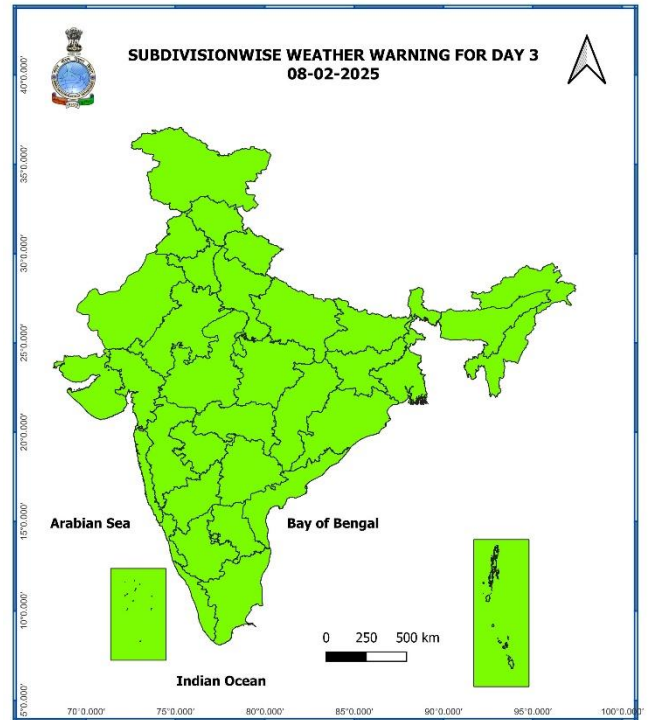 SUBDIVISIONWISE WEATHER WARNING FOR DAY 3
08-02-2025
40°0.000'
35°0.000'
30°0.000'
25°0.000'
20°0.000'
15°0.000'
10°0.000'
5°0.000'
Arabian Sea
Bay of Bengal
0 250 500 km
Indian Ocean
70°0.000' 75°0.000' 80°0.000' 85°0.000' 90°0.000' 95°0.000' 100°0.000'